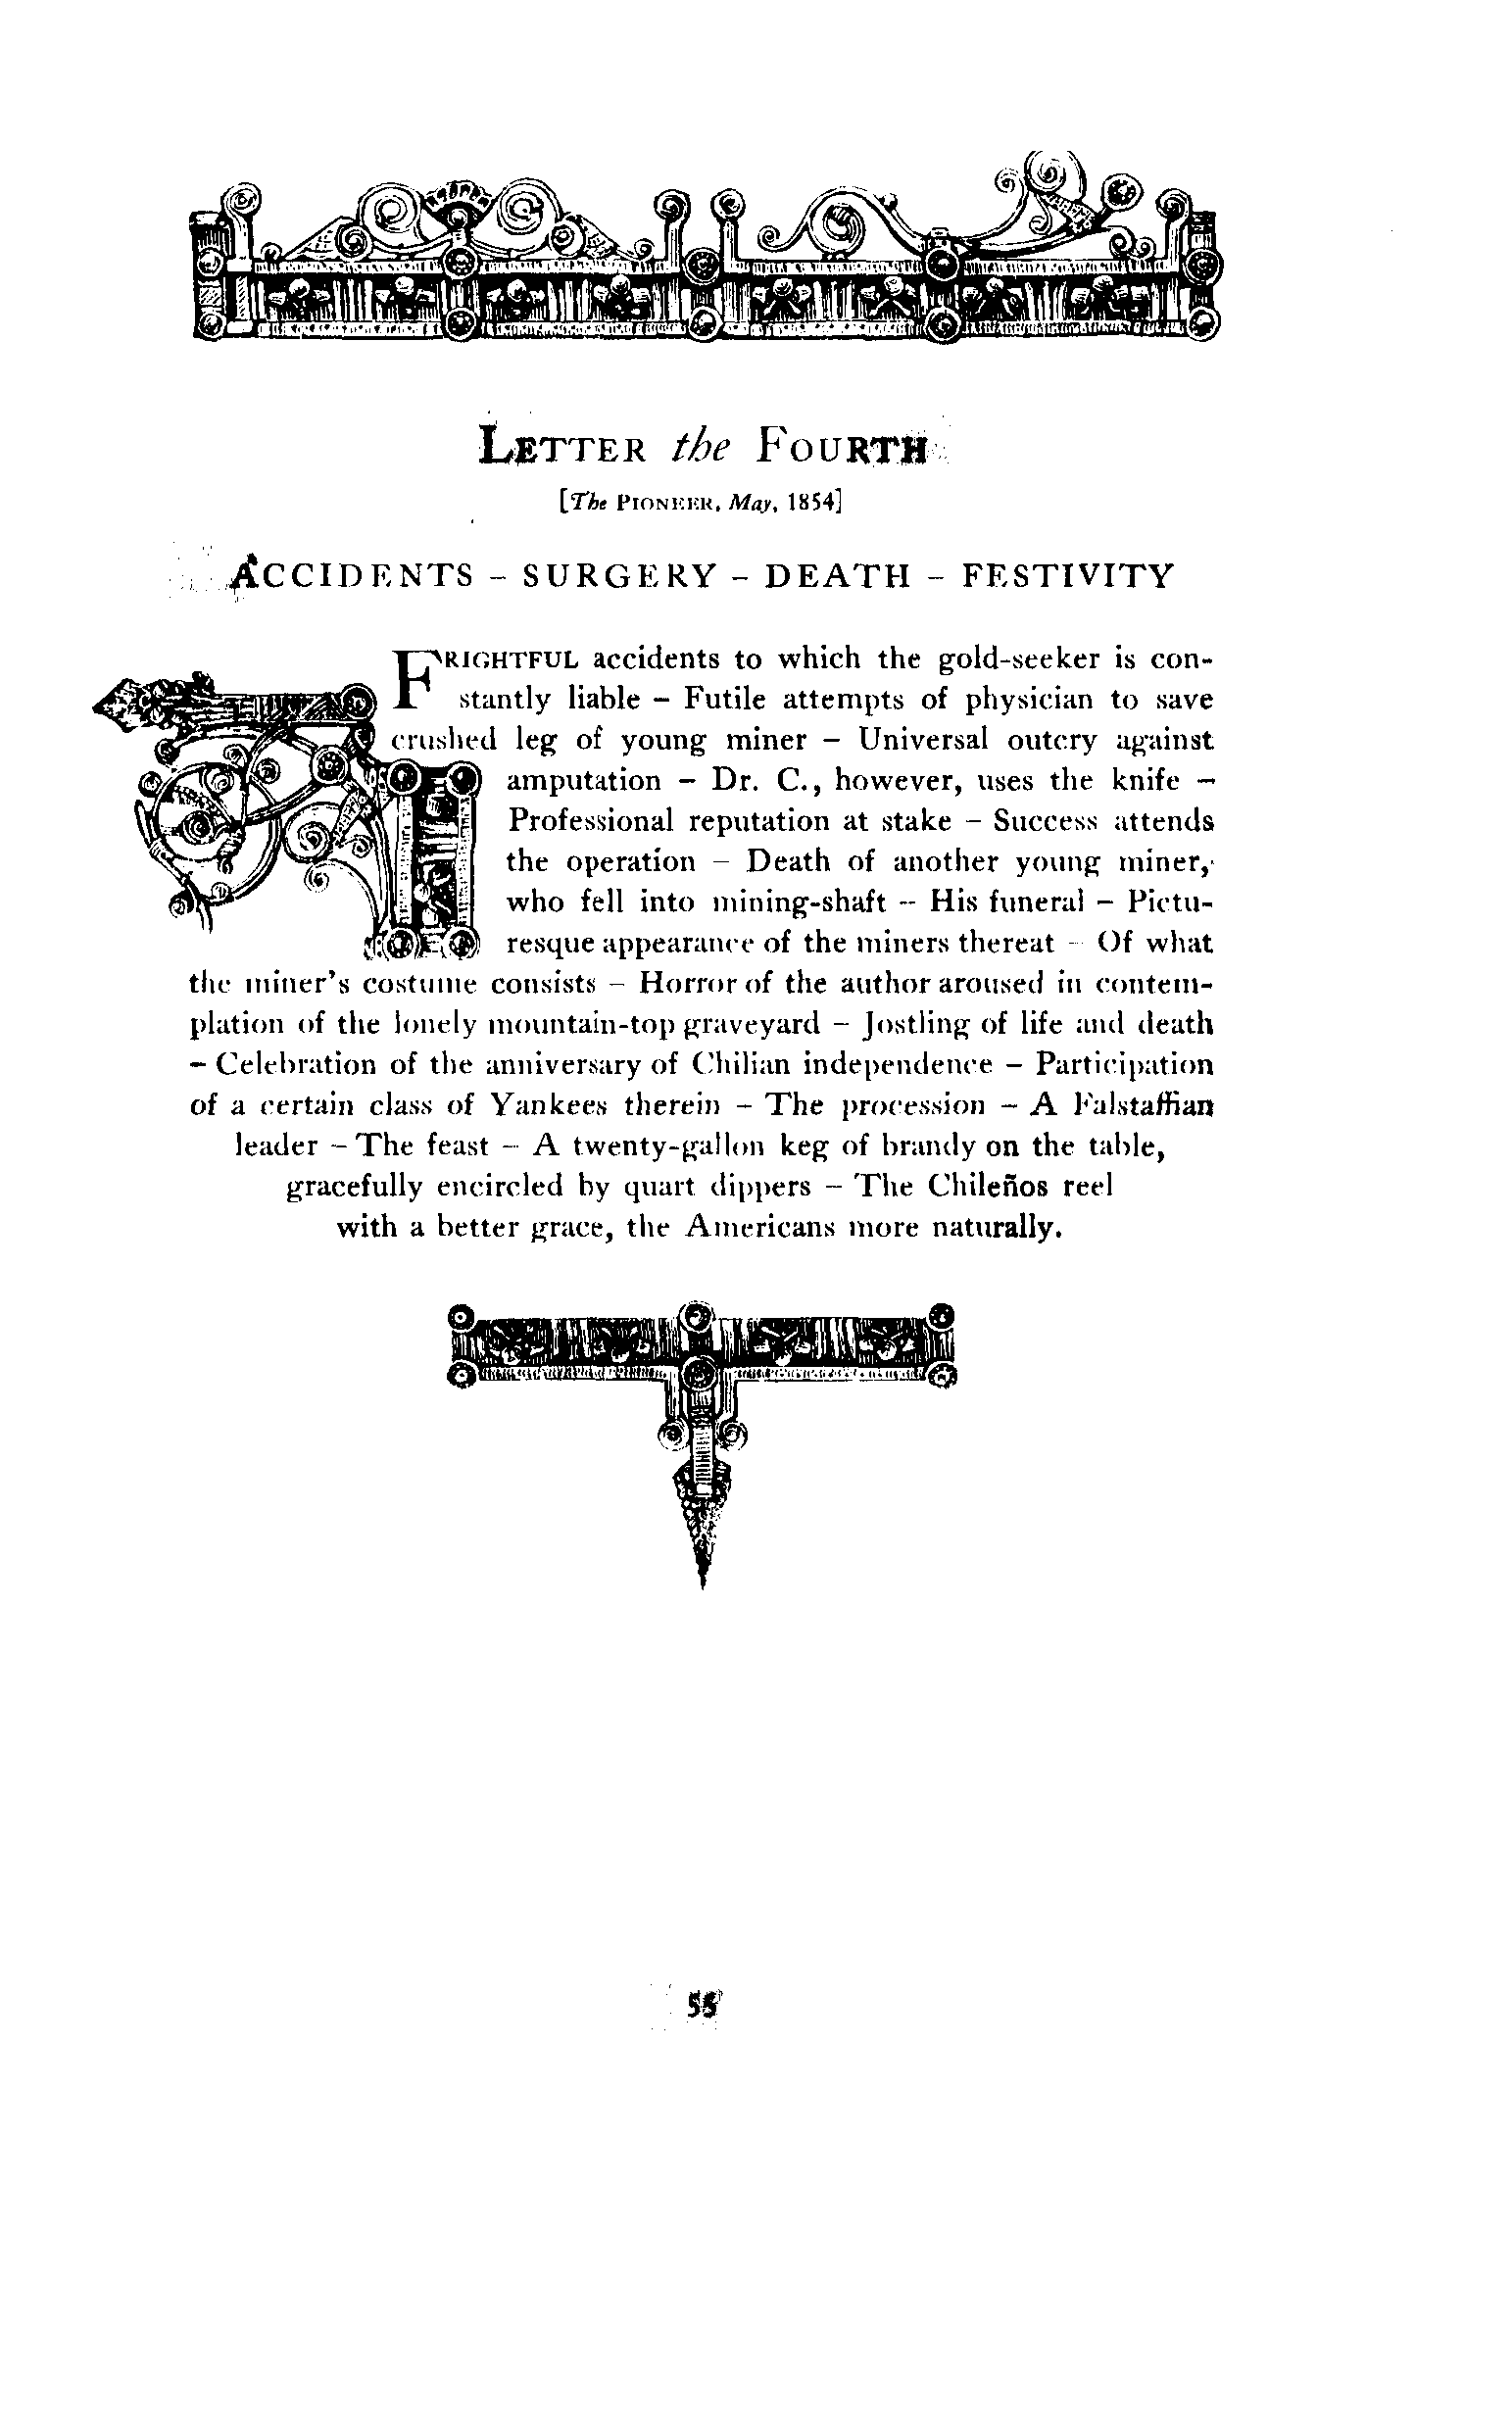 LETTER the FOURTH
[The PIONEER, May, 1854]
ACCIDENTS – SURGERY – DEATH – FESTIVITY
FRIGHTFUL accidents to which the gold-seeker is con-
stantly liable – Futile attempts of physician to save
crushed leg of young miner – Universal outcry against
amputation – Dr. C., however, uses the knife –
Professional reputation at stake – Success attends
the operation – Death of another young miner,
who fell into mining-shaft – His funeral – Pictu-
resque appearance of the miners thereat – Of what
the miner's costume consists – Horror of the author aroused in contem-
plation of the lonely mountain-top graveyard – Jostling of life and death
– Celebration of the anniversary of Chilian independence – Participation
of a certain class of Yankees therein – The procession – A Falstaffian
leader – The feast – A twenty-gallon keg of brandy on the table,
gracefully encircled by quart dippers – The Chileños reel
with a better grace, the Americans more naturally.
55